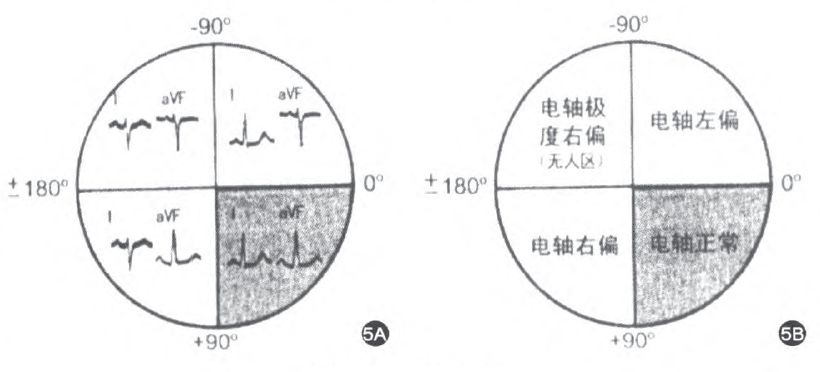 -90°
I aVF
I aVF
± 180°
0°
I aVF
I aVF
+90°
5A
-90°
电轴极
度右偏
(无人区)
电轴左偏
± 180°
0°
电轴右偏
电轴正常
+90°
5B